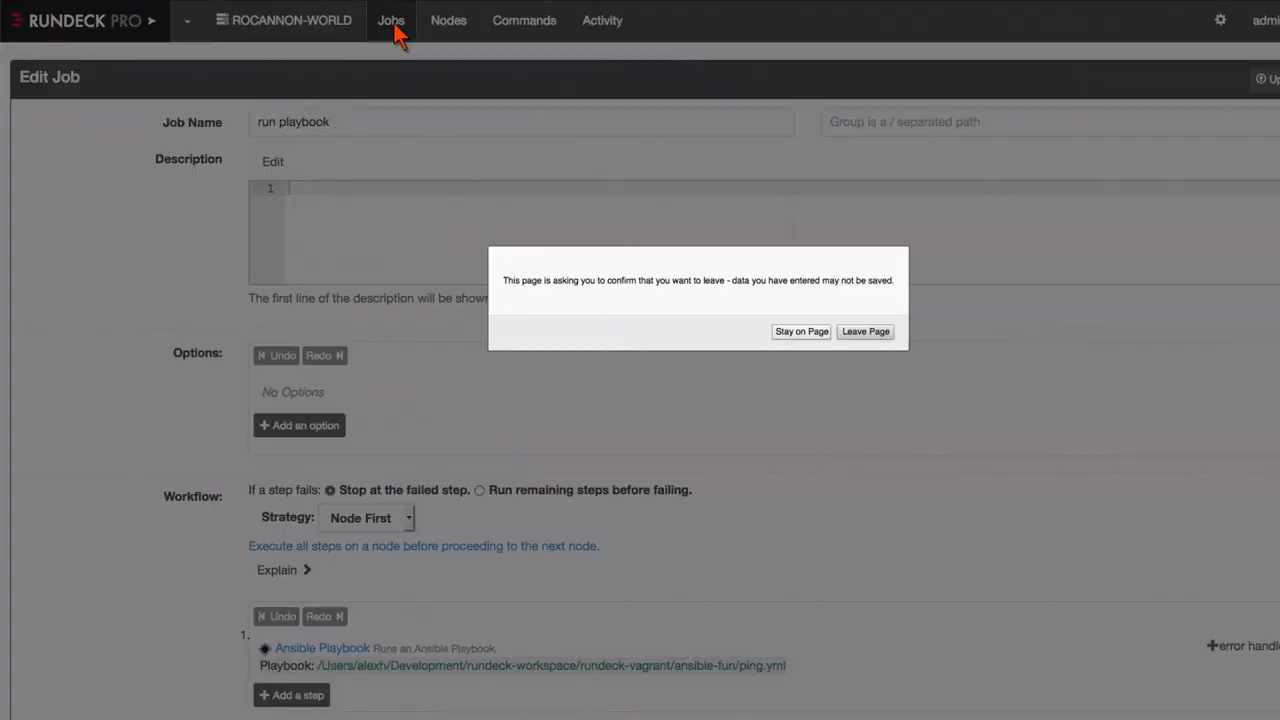 RUNDECK PRO
ROCANNON-WORLD
Jobs
Nodes
Commands
Activity
admi
Edit Job
Up
Job Name
run playbook
Group is a / separated path
Description
Edit
1
The first line of the description will be shown
This page is asking you to confirm that you want to leave - data you have entered may not be saved.
Stay on Page
Leave Page
Options:
Undo
Redo
No Options
Add an option
Workflow:
If a step fails: Stop at the failed step. Run remaining steps before failing.
Strategy: Node First
Execute all steps on a node before proceeding to the next node.
Explain
Undo
Redo
1.
Ansible Playbook Runs an Ansible Playbook.
+error handle
Playbook: /Users/alexh/Development/rundeck-workspace/rundeck-vagrant/ansible-fun/ping.yml
Add a step